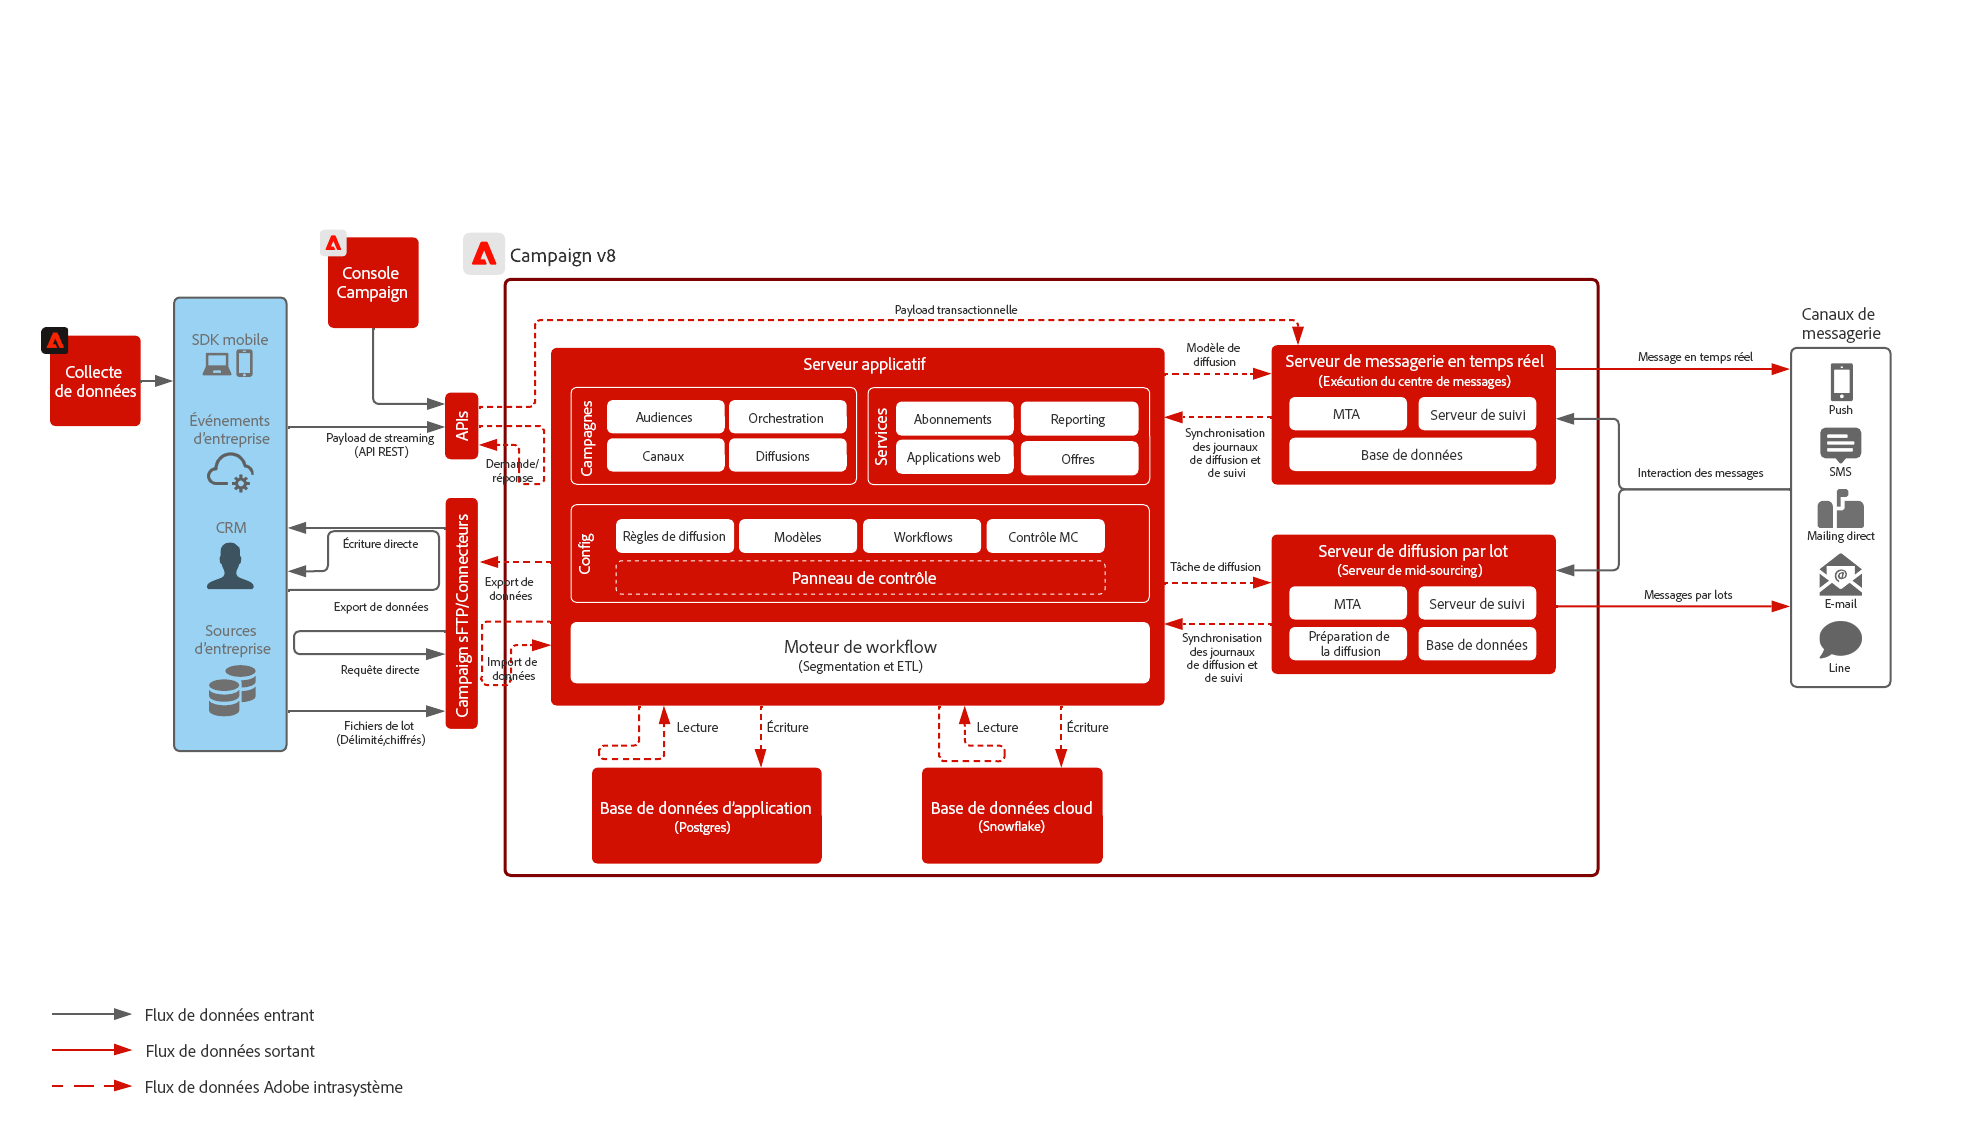 Campaign v8
Console
Campaign
Collecte
de données
SDK mobile
Événements
d'entreprise
CRM
Sources
d'entreprise
Payload de streaming
(API REST)
Écriture directe
Export de données
Requête directe
Fichiers de lot
(Délimité,chiffrés)
APIs
Campaign sFTP/Connecteurs
Demande/
réponse
Export de
données
Import de
données
Payload transactionnelle
Serveur applicatif
Campagnes
Audiences
Orchestration
Canaux
Diffusions
Services
Abonnements
Reporting
Applications web
Offres
Config
Règles de diffusion
Modèles
Workflows
Contrôle MC
Panneau de contrôle
Moteur de workflow
(Segmentation et ETL)
Lecture
Écriture
Lecture
Écriture
Base de données d'application
(Postgres)
Base de données cloud
(Snowflake)
Modèle de
diffusion
Synchronisation
des journaux
de diffusion et
de suivi
Tâche de diffusion
Synchronisation
des journaux
de diffusion et
de suivi
Serveur de messagerie en temps réel
(Exécution du centre de messages)
MTA
Serveur de suivi
Base de données
Serveur de diffusion par lot
(Serveur de mid-sourcing)
MTA
Serveur de suivi
Préparation de
la diffusion
Base de données
Message en temps réel
Interaction des messages
Messages par lots
Canaux de
messagerie
Push
SMS
Mailing direct
@
E-mail
Line
Flux de données entrant
Flux de données sortant
Flux de données Adobe intrasystème